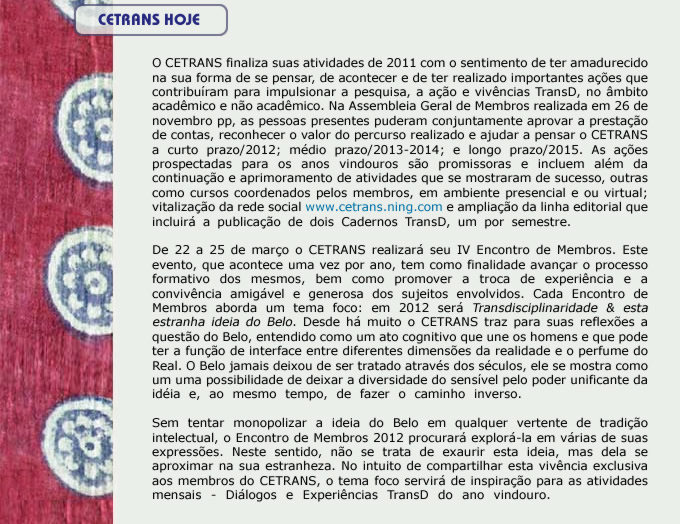 CETRANS HOJE
O CETRANS finaliza suas atividades de 2011 com o sentimento de ter amadurecido
na sua forma de se pensar, de acontecer e de ter realizado importantes ações que
contribuíram para impulsionar a pesquisa, a ação e vivências TransD, no âmbito
acadêmico e não acadêmico. Na Assembleia Geral de Membros realizada em 26 de
novembro pp, as pessoas presentes puderam conjuntamente aprovar a prestação
de contas, reconhecer o valor do percurso realizado e ajudar a pensar o CETRANS
a curto prazo/2012; médio prazo/2013-2014; e longo prazo/2015. As ações
prospectadas para os anos vindouros são promissoras e incluem além da
continuação e aprimoramento de atividades que se mostraram de sucesso, outras
como cursos coordenados pelos membros, em ambiente presencial e ou virtual;
vitalização da rede social www.cetrans.ning.com e ampliação da linha editorial que
incluirá a publicação de dois Cadernos TransD, um por semestre.
De 22 a 25 de março o CETRANS realizará seu IV Encontro de Membros. Este
evento, que acontece uma vez por ano, tem como finalidade avançar o processo
formativo dos mesmos, bem como promover a troca de experiência e a
convivência amigável e generosa dos sujeitos envolvidos. Cada Encontro de
Membros aborda um tema foco: em 2012 será Transdisciplinaridade & esta
estranha ideia do Belo. Desde há muito o CETRANS traz para suas reflexões a
questão do Belo, entendido como um ato cognitivo que une os homens e que pode
ter a função de interface entre diferentes dimensões da realidade e o perfume do
Real. O Belo jamais deixou de ser tratado através dos séculos, ele se mostra como
um uma possibilidade de deixar a diversidade do sensível pelo poder unificante da
idéia e, ao mesmo tempo, de fazer o caminho inverso.
Sem tentar monopolizar a ideia do Belo em qualquer vertente de tradição
intelectual, o Encontro de Membros 2012 procurará explorá-la em várias de suas
expressões. Neste sentido, não se trata de exaurir esta ideia, mas dela se
aproximar na sua estranheza. No intuito de compartilhar esta vivência exclusiva
aos membros do CETRANS, o tema foco servirá de inspiração para as atividades
mensais - Diálogos e Experiências TransD do ano vindouro.